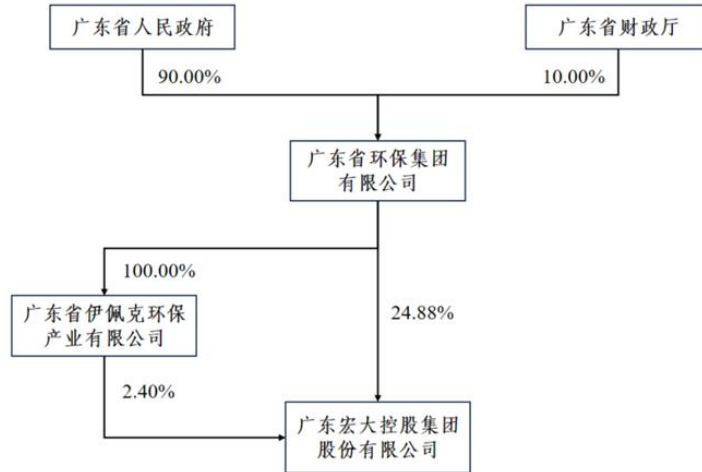 广东省人民政府
广东省财政厅
90.00%
10.00%
广东省环保集团
有限公司
100.00%
24.88%
广东省伊佩克环保
产业有限公司
2.40%
广东宏大控股集团
股份有限公司